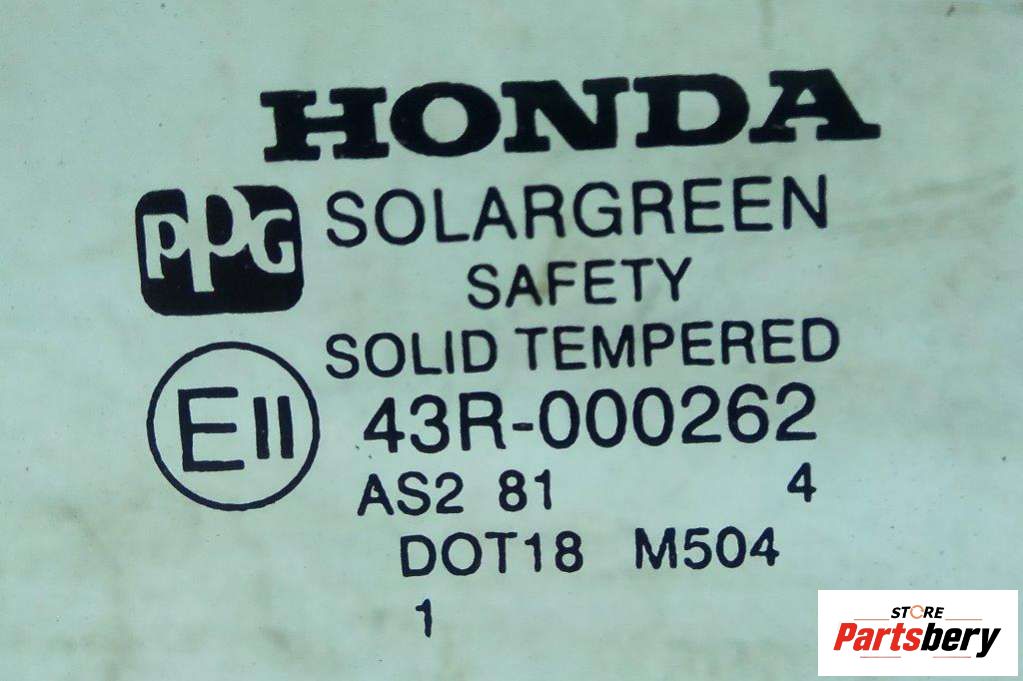 HONDA
PPG SOLARGREEN
SAFETY
SOLID TEMPERED
E11 43R-000262
AS2 81 4
DOT18 M504
1
STORE
Partsbery